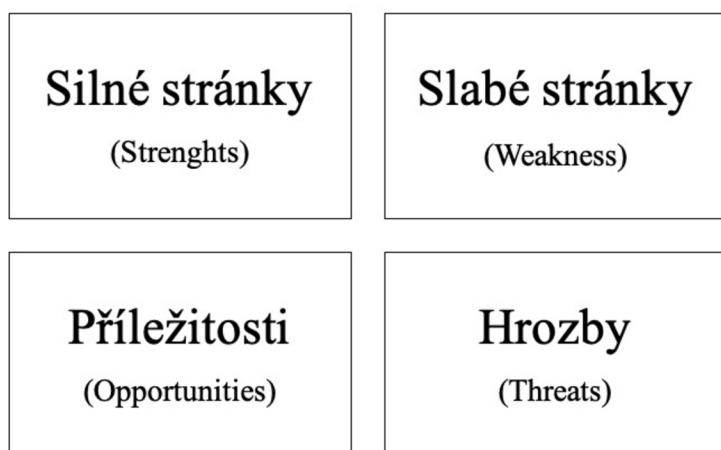 Silné stránky
(Strenghts)
Slabé stránky
(Weakness)
Příležitosti
(Opportunities)
Hrozby
(Threats)